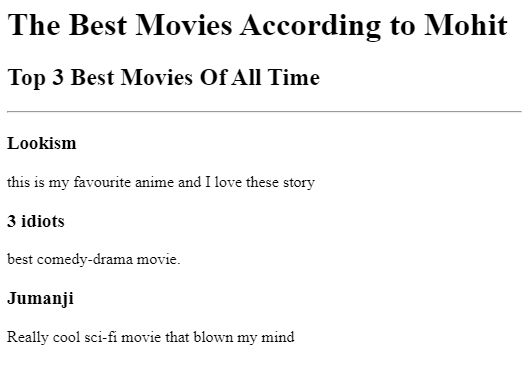 The Best Movies According to Mohit
Top 3 Best Movies Of All Time
Lookism
this is my favourite anime and I love these story
3 idiots
best comedy-drama movie.
Jumanji
Really cool sci-fi movie that blown my mind